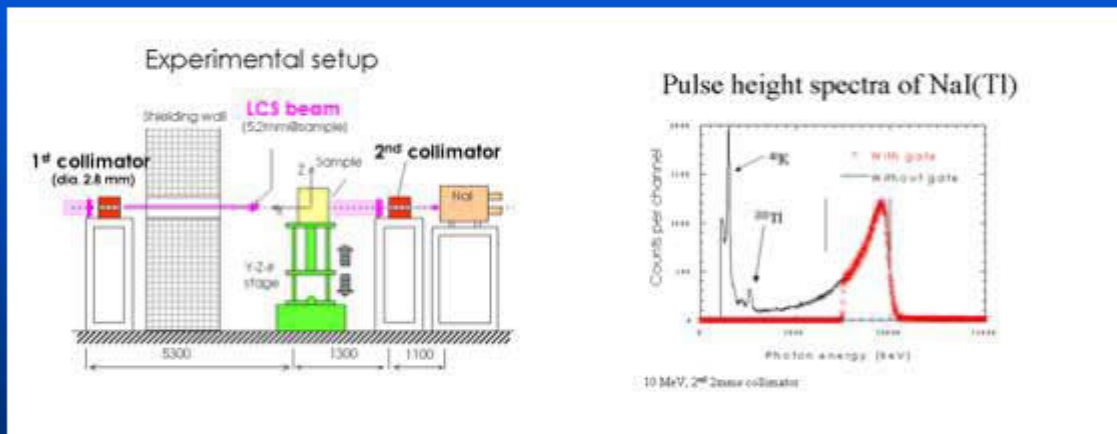 Experimental setup
Shielding wall
LCS beam
(5.2mm@sample)
1st collimator
(dia. 2.8 mm)
Sample
2nd collimator
Z
NaI
Y-Z-θ
stage
5300
1300
1100
Pulse height spectra of NaI(Tl)
Counts per channel
With gate
Without gate
Photon energy (keV)
0
10 MeV, 2nd 2mmφ collimator